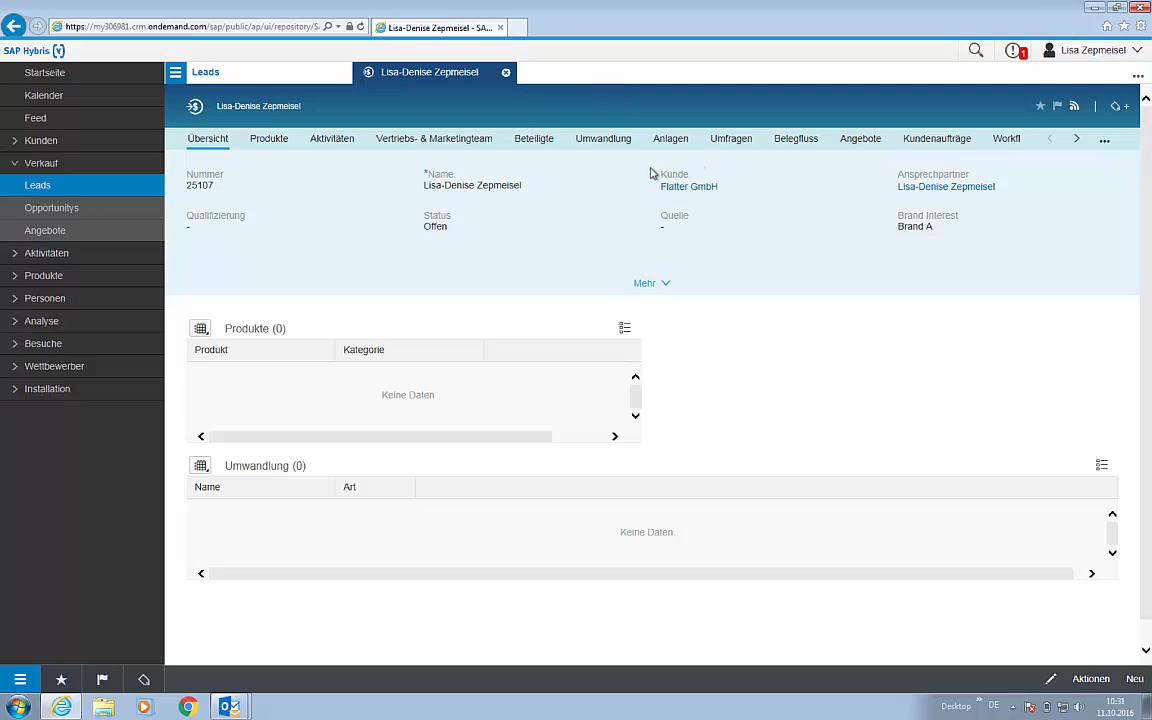 https://my306981.crm.ondemand.com/sap/public/ap/ui/repository/S
Lisa-Denise Zepmeisel - SA...
SAP Hybris
1
Lisa Zepmeisel
Startseite
Kalender
Feed
Kunden
Verkauf
Leads
Opportunitys
Angebote
Aktivitäten
Produkte
Personen
Analyse
Besuche
Wettbewerber
Installation
Leads
Lisa-Denise Zepmeisel
Lisa-Denise Zepmeisel
Übersicht Produkte Aktivitäten Vertriebs- & Marketingteam Beteiligte Umwandlung Anlagen Umfragen Belegfluss Angebote Kundenaufträge Workfl
Nummer *Name Kunde Ansprechpartner
25107 Lisa-Denise Zepmeisel Flatter GmbH Lisa-Denise Zepmeisel
Qualifizierung Status Quelle Brand Interest
- Offen - Brand A
Mehr
Produkte (0)
Produkt Kategorie
Keine Daten
Umwandlung (0)
Name Art
Keine Daten
Aktionen Neu
Desktop » DE 10:31
11.10.2016